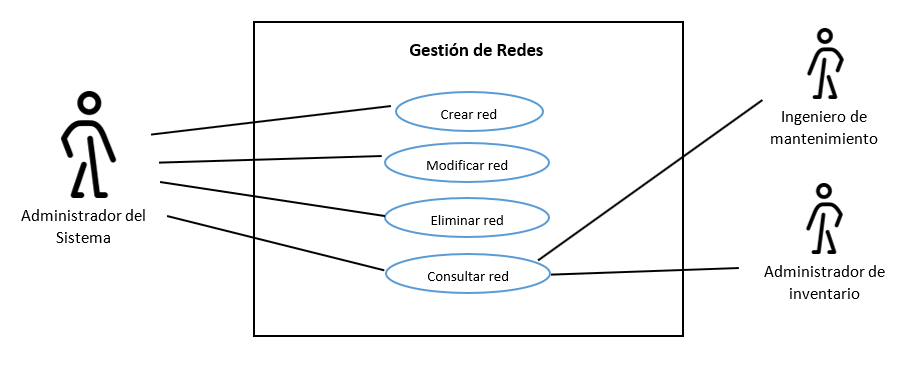 Gestión de Redes
Crear red
Modificar red
Eliminar red
Consultar red
Administrador del
Sistema
Ingeniero de
mantenimiento
Administrador de
inventario